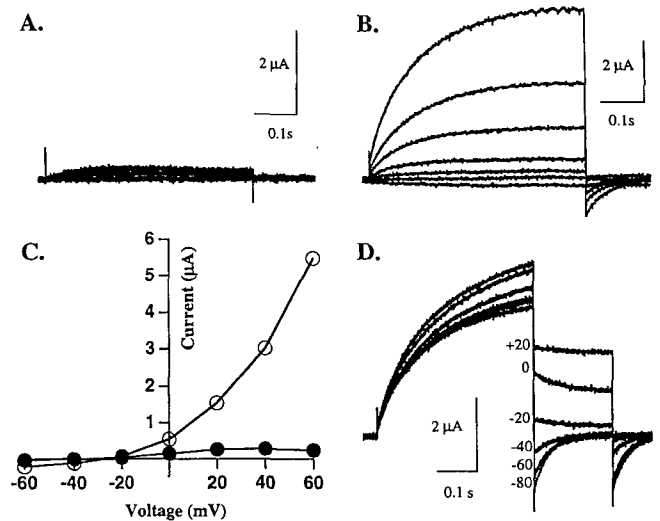 A.
2 µA
0.1s
B.
2 µA
0.1s
C.
6
5
4
3
2
1
Current (µA)
-60 -40 -20 0 20 40 60
Voltage (mV)
D.
+20
0
-20
-40
-60
-80
2 µA
0.1 s